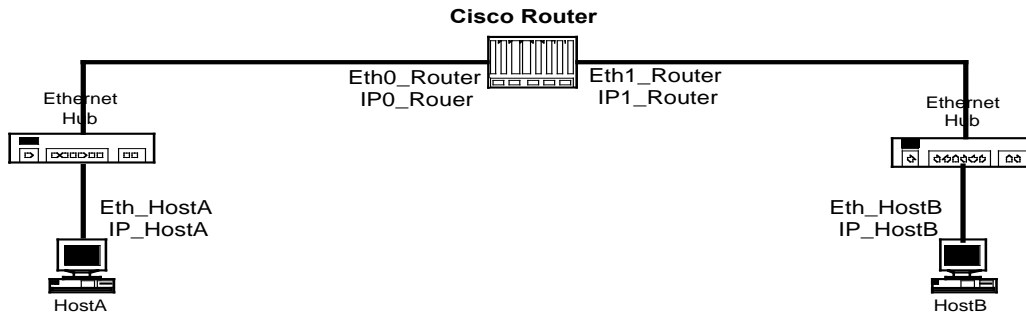 Cisco Router
Eth0_Router
IP0_Rouer
Eth1_Router
IP1_Router
Ethernet
Hub
Ethernet
Hub
Eth_HostA
IP_HostA
Eth_HostB
IP_HostB
HostA
HostB